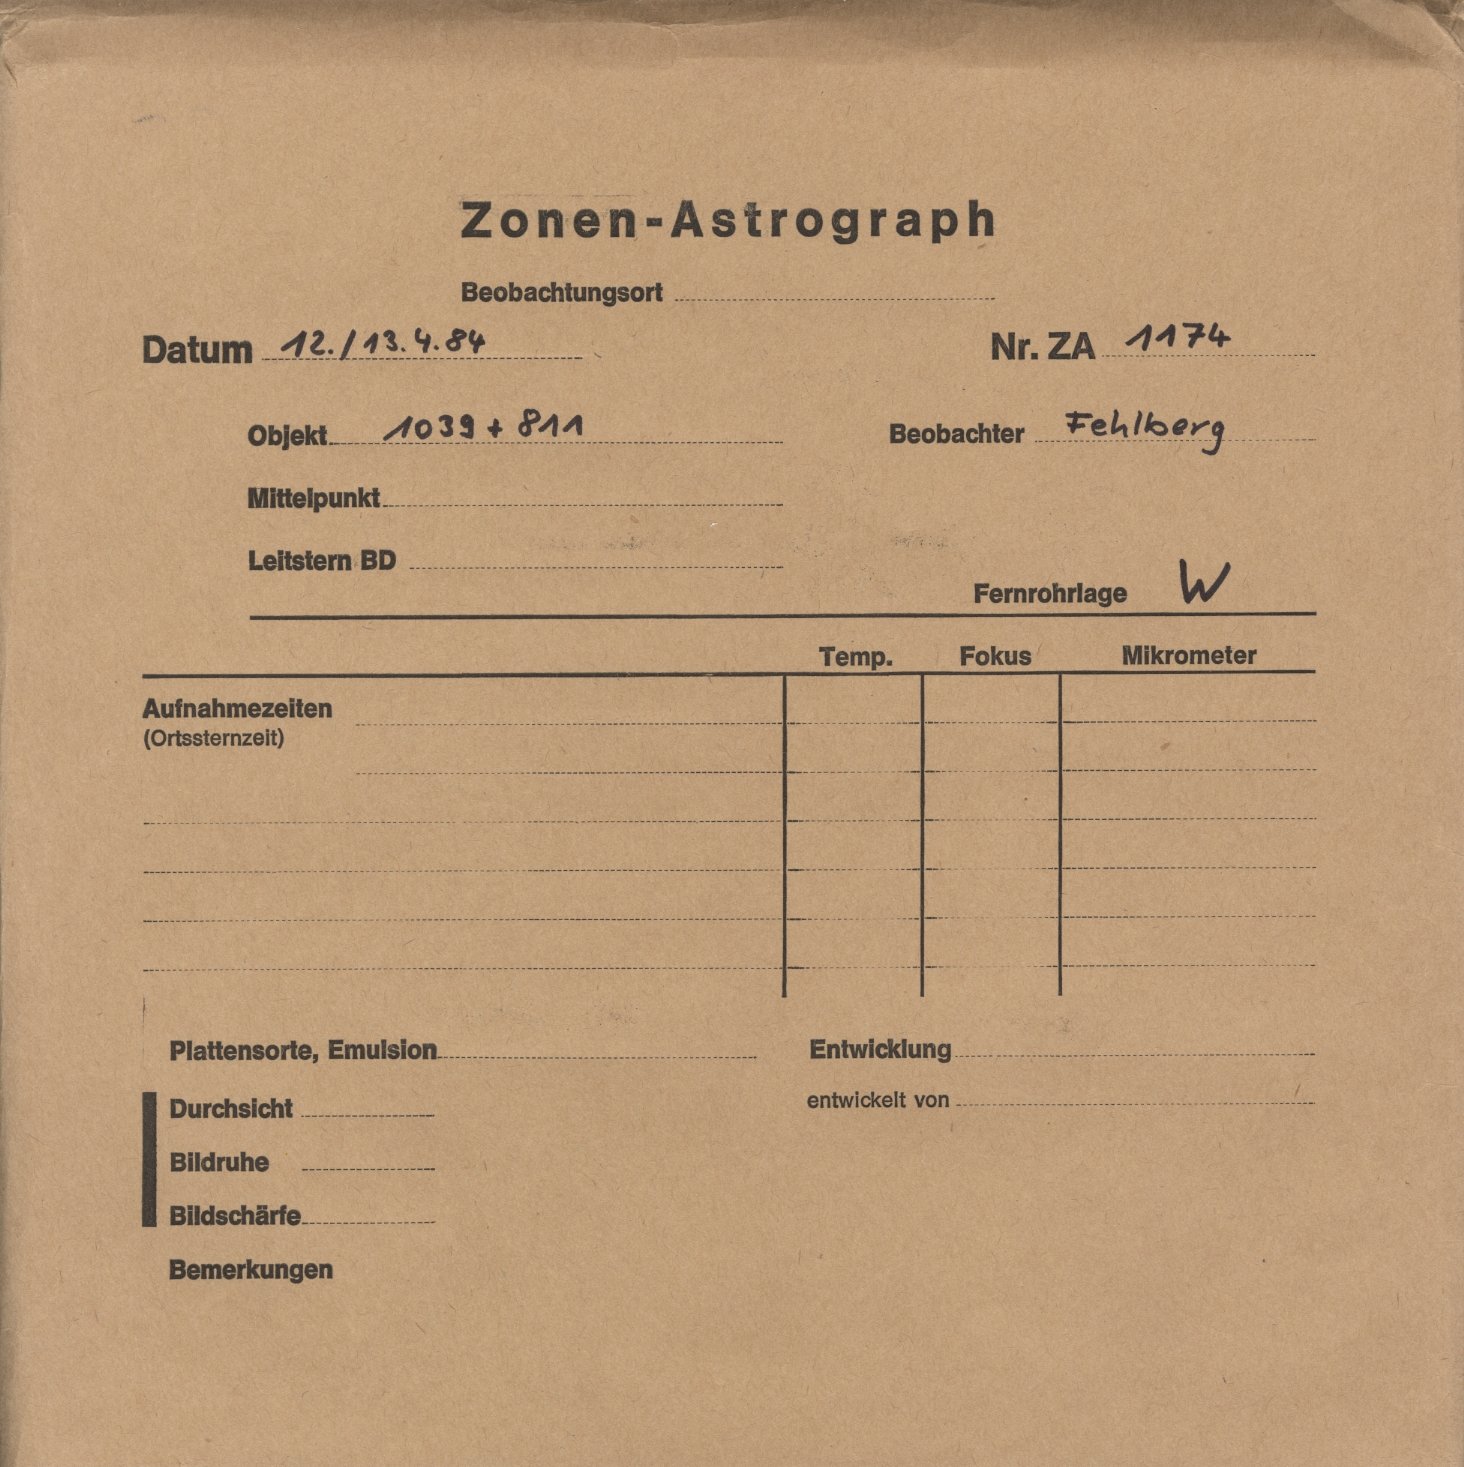 Zonen-Astrograph
Beobachtungsort
Datum 12./13.4.84 Nr. ZA 1174
Objekt 1039 + 811 Beobachter Fehlberg
Mittelpunkt
Leitstern BD
Fernrohrlage W
Temp. Fokus Mikrometer
Aufnahmezeiten
(Ortssternzeit)
Plattensorte, Emulsion Entwicklung
Durchsicht entwickelt von
Bildruhe
Bildschärfe
Bemerkungen